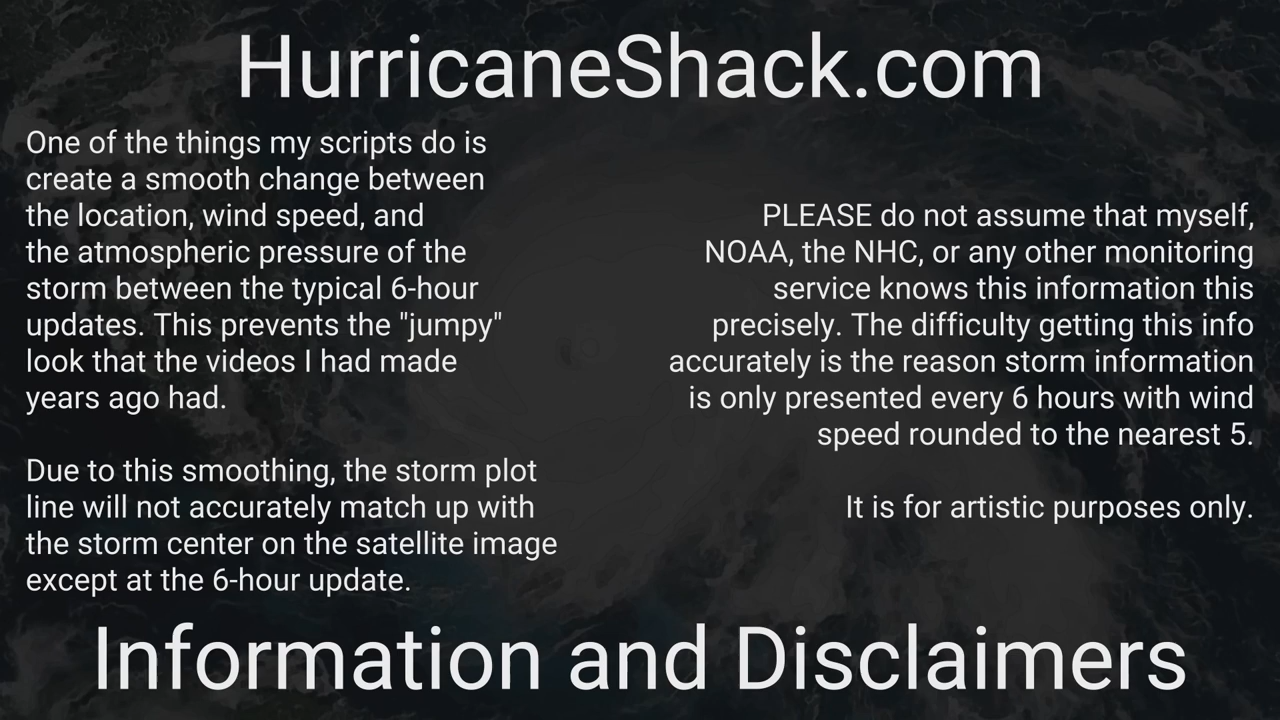 HurricaneShack.com
One of the things my scripts do is
create a smooth change between
the location, wind speed, and
the atmospheric pressure of the
storm between the typical 6-hour
updates. This prevents the "jumpy"
look that the videos I had made
years ago had.
Due to this smoothing, the storm plot
line will not accurately match up with
the storm center on the satellite image
except at the 6-hour update.
PLEASE do not assume that myself,
NOAA, the NHC, or any other monitoring
service knows this information this
precisely. The difficulty getting this info
accurately is the reason storm information
is only presented every 6 hours with wind
speed rounded to the nearest 5.
It is for artistic purposes only.
Information and Disclaimers